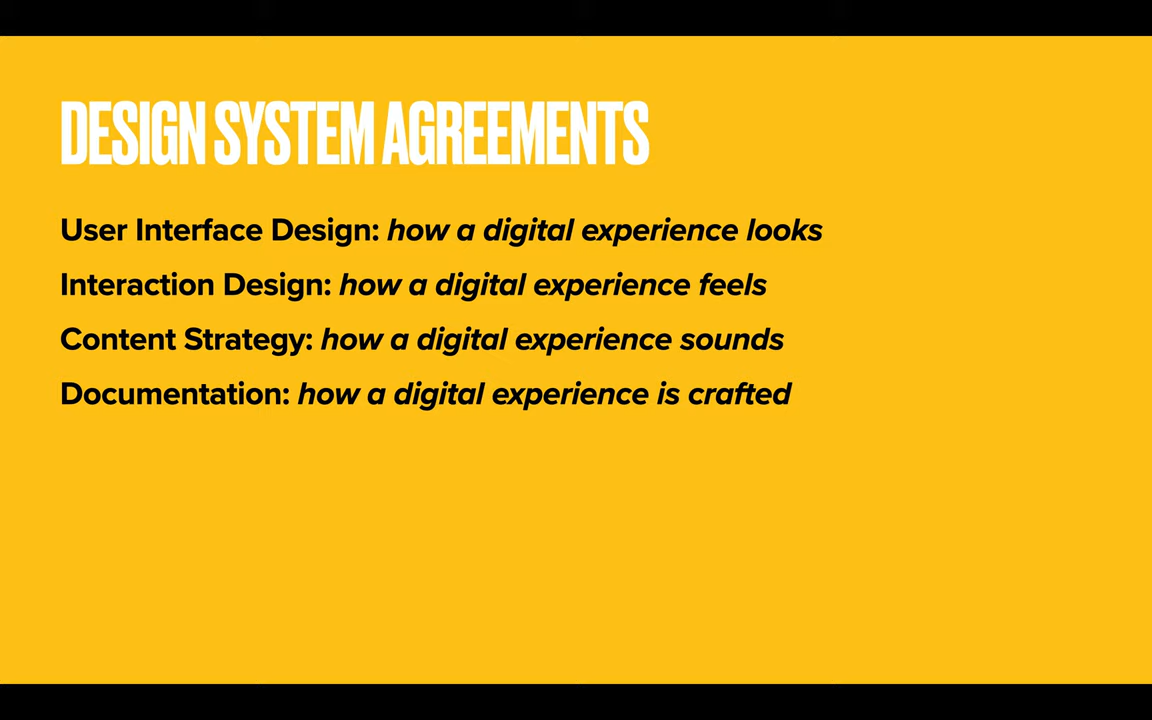 DESIGN SYSTEM AGREEMENTS
User Interface Design: how a digital experience looks
Interaction Design: how a digital experience feels
Content Strategy: how a digital experience sounds
Documentation: how a digital experience is crafted